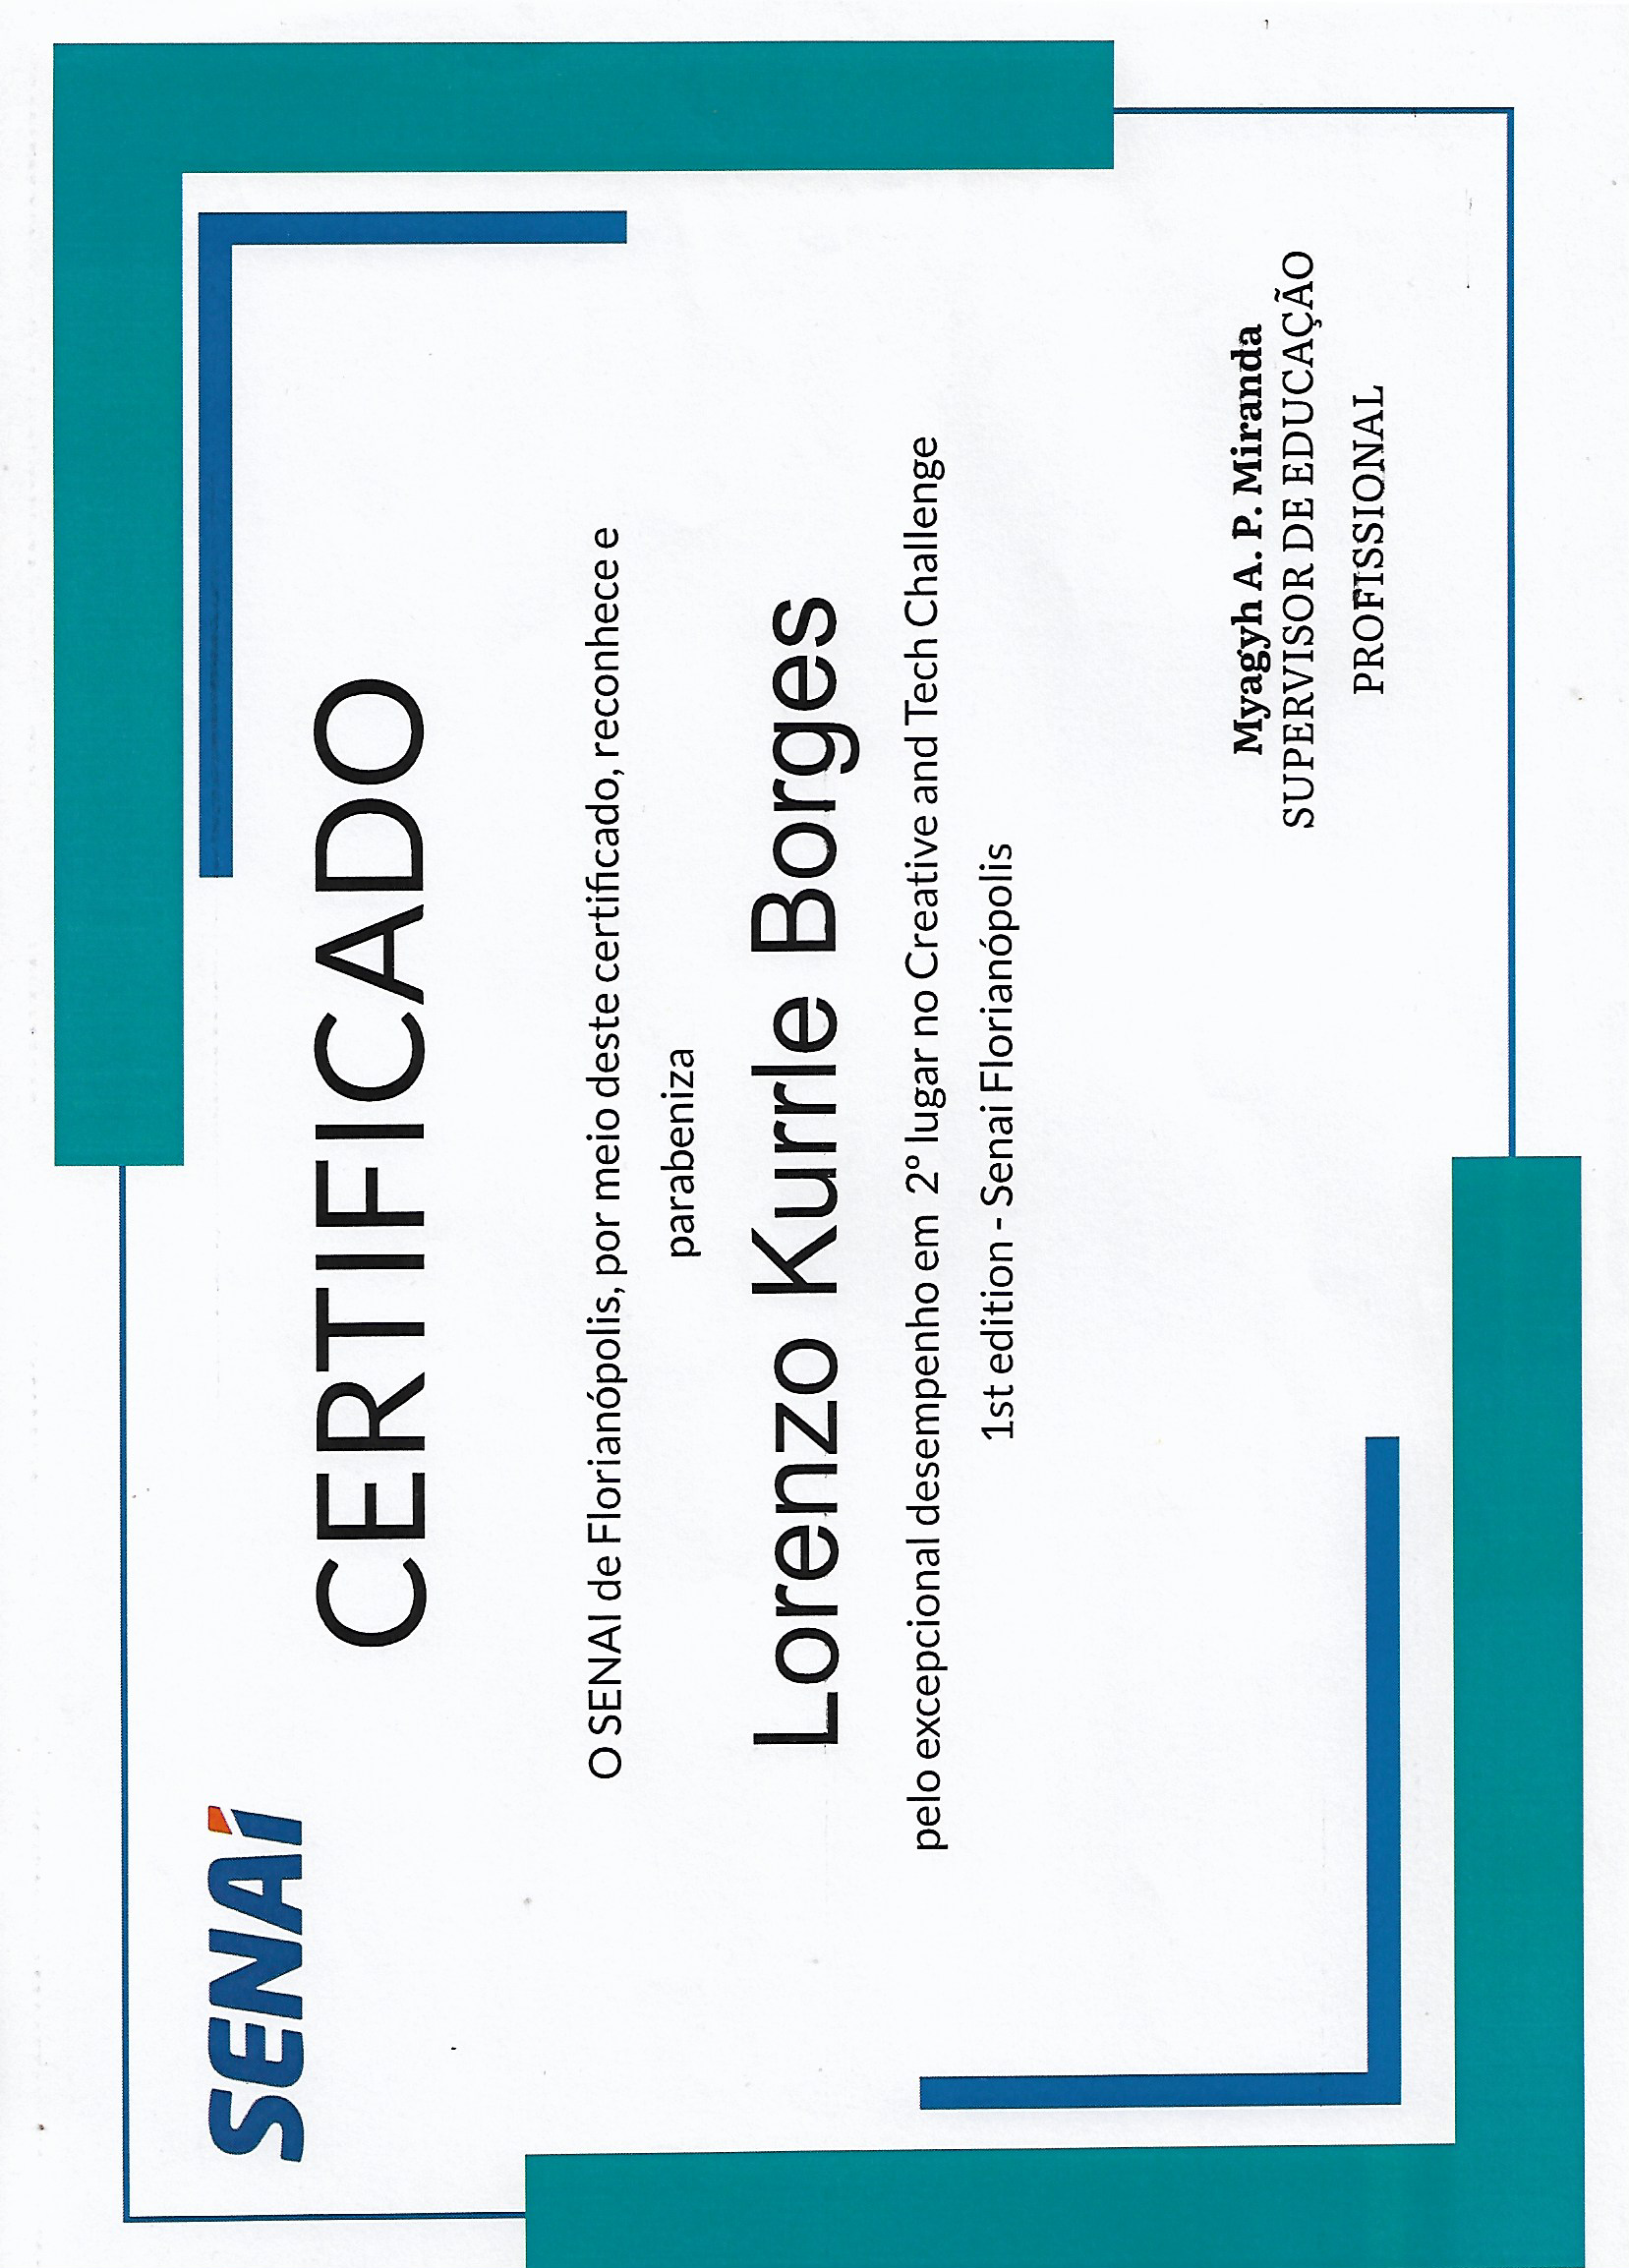 SENAI
CERTIFICADO
O SENAI de Florianópolis, por meio deste certificado, reconhece e
parabeniza
Lorenzo Kurrle Borges
pelo excepcional desempenho em 2º lugar no Creative and Tech Challenge
1st edition - Senai Florianópolis
Myagyh A. P. Miranda
SUPERVISOR DE EDUCAÇÃO
PROFISSIONAL